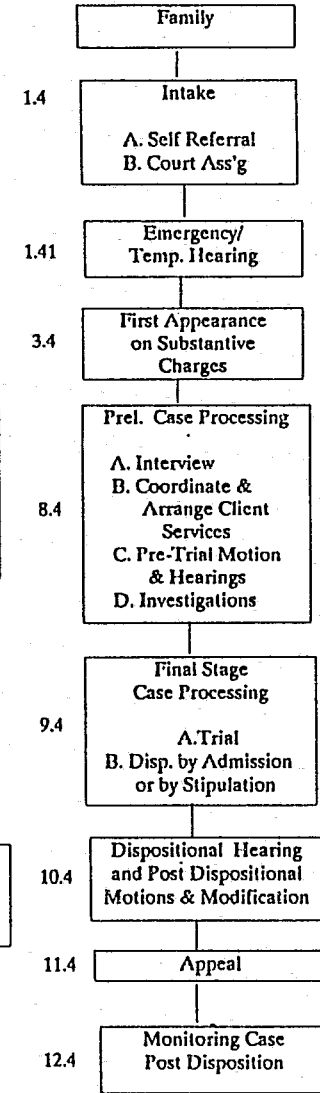 Family
1.4
Intake
A. Self Referral
B. Court Ass'g
1.41
Emergency/
Temp. Hearing
3.4
First Appearance
on Substantive
Charges
8.4
Prel. Case Processing
A. Interview
B. Coordinate &
Arrange Client
Services
C. Pre-Trial Motion
& Hearings
D. Investigations
9.4
Final Stage
Case Processing
A.Trial
B. Disp. by Admission
or by Stipulation
10.4
Dispositional Hearing
and Post Dispositional
Motions & Modification
11.4
Appeal
12.4
Monitoring Case
Post Disposition